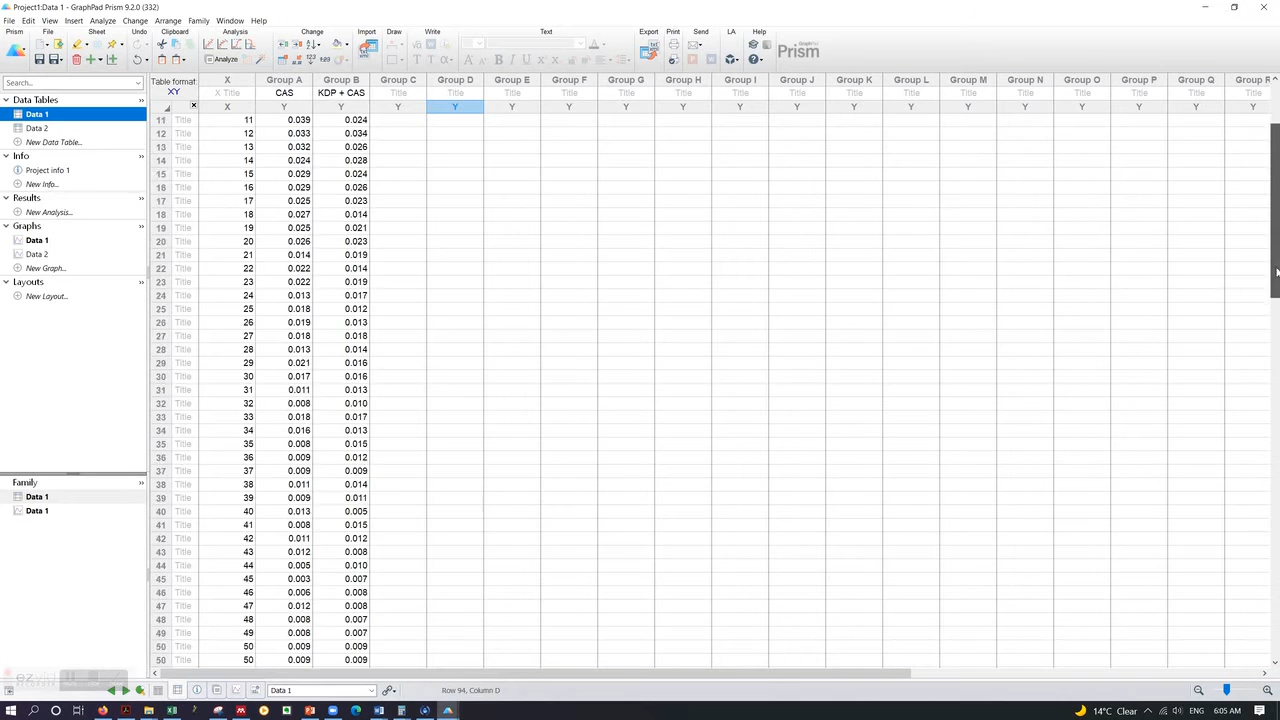 Project1:Data 1 - GraphPad Prism 9.2.0 (332)
File Edit View Insert Analyze Change Arrange Family Window Help
Prism File Sheet Undo Clipboard Analysis Change Import Draw Write Text Export Print Send LA Help
Analyze
Prism
Search...
Data Tables
Data 1
Data 2
New Data Table...
Info
Project info 1
New Info...
Results
New Analysis...
Graphs
Data 1
Data 2
New Graph...
Layouts
New Layout...
Family
Data 1
Data 1
Table format: X Group A Group B Group C Group D Group E Group F Group G Group H Group I Group J Group K Group L Group M Group N Group O Group P Group Q Group R
XY X Title CAS KDP + CAS Title Title Title Title Title Title Title Title Title Title Title Title Title Title Title
X Y Y Y Y Y Y Y Y Y Y Y Y Y Y Y Y Y
11 Title 11 0.039 0.024
12 Title 12 0.033 0.034
13 Title 13 0.032 0.026
14 Title 14 0.024 0.028
15 Title 15 0.029 0.024
16 Title 16 0.029 0.026
17 Title 17 0.025 0.023
18 Title 18 0.027 0.014
19 Title 19 0.025 0.021
20 Title 20 0.026 0.023
21 Title 21 0.014 0.019
22 Title 22 0.022 0.014
23 Title 23 0.022 0.019
24 Title 24 0.013 0.017
25 Title 25 0.018 0.012
26 Title 26 0.019 0.013
27 Title 27 0.018 0.018
28 Title 28 0.013 0.014
29 Title 29 0.021 0.016
30 Title 30 0.017 0.016
31 Title 31 0.011 0.013
32 Title 32 0.008 0.010
33 Title 33 0.018 0.017
34 Title 34 0.016 0.013
35 Title 35 0.008 0.015
36 Title 36 0.009 0.012
37 Title 37 0.009 0.009
38 Title 38 0.011 0.014
39 Title 39 0.009 0.011
40 Title 40 0.013 0.005
41 Title 41 0.008 0.015
42 Title 42 0.011 0.012
43 Title 43 0.012 0.008
44 Title 44 0.005 0.010
45 Title 45 0.003 0.007
46 Title 46 0.006 0.008
47 Title 47 0.012 0.008
48 Title 48 0.008 0.007
49 Title 49 0.008 0.007
50 Title 50 0.009 0.009
50 Title 50 0.009 0.009
Data 1
Row 94, Column D
14°C Clear ENG 6:05 AM